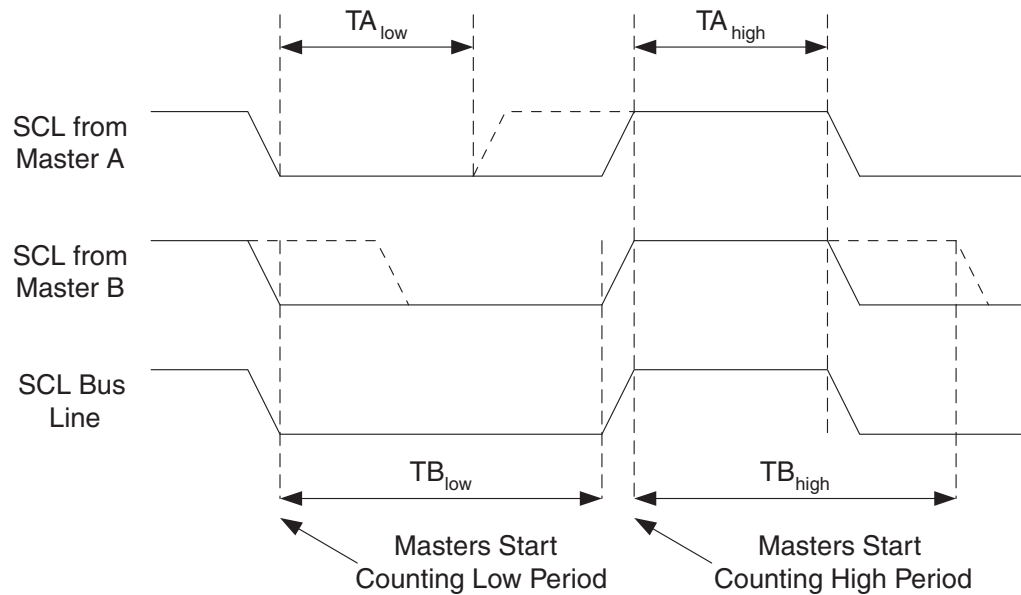 TA low
TA high
SCL from
Master A
SCL from
Master B
SCL Bus
Line
TB low
TB high
Masters Start
Counting Low Period
Masters Start
Counting High Period